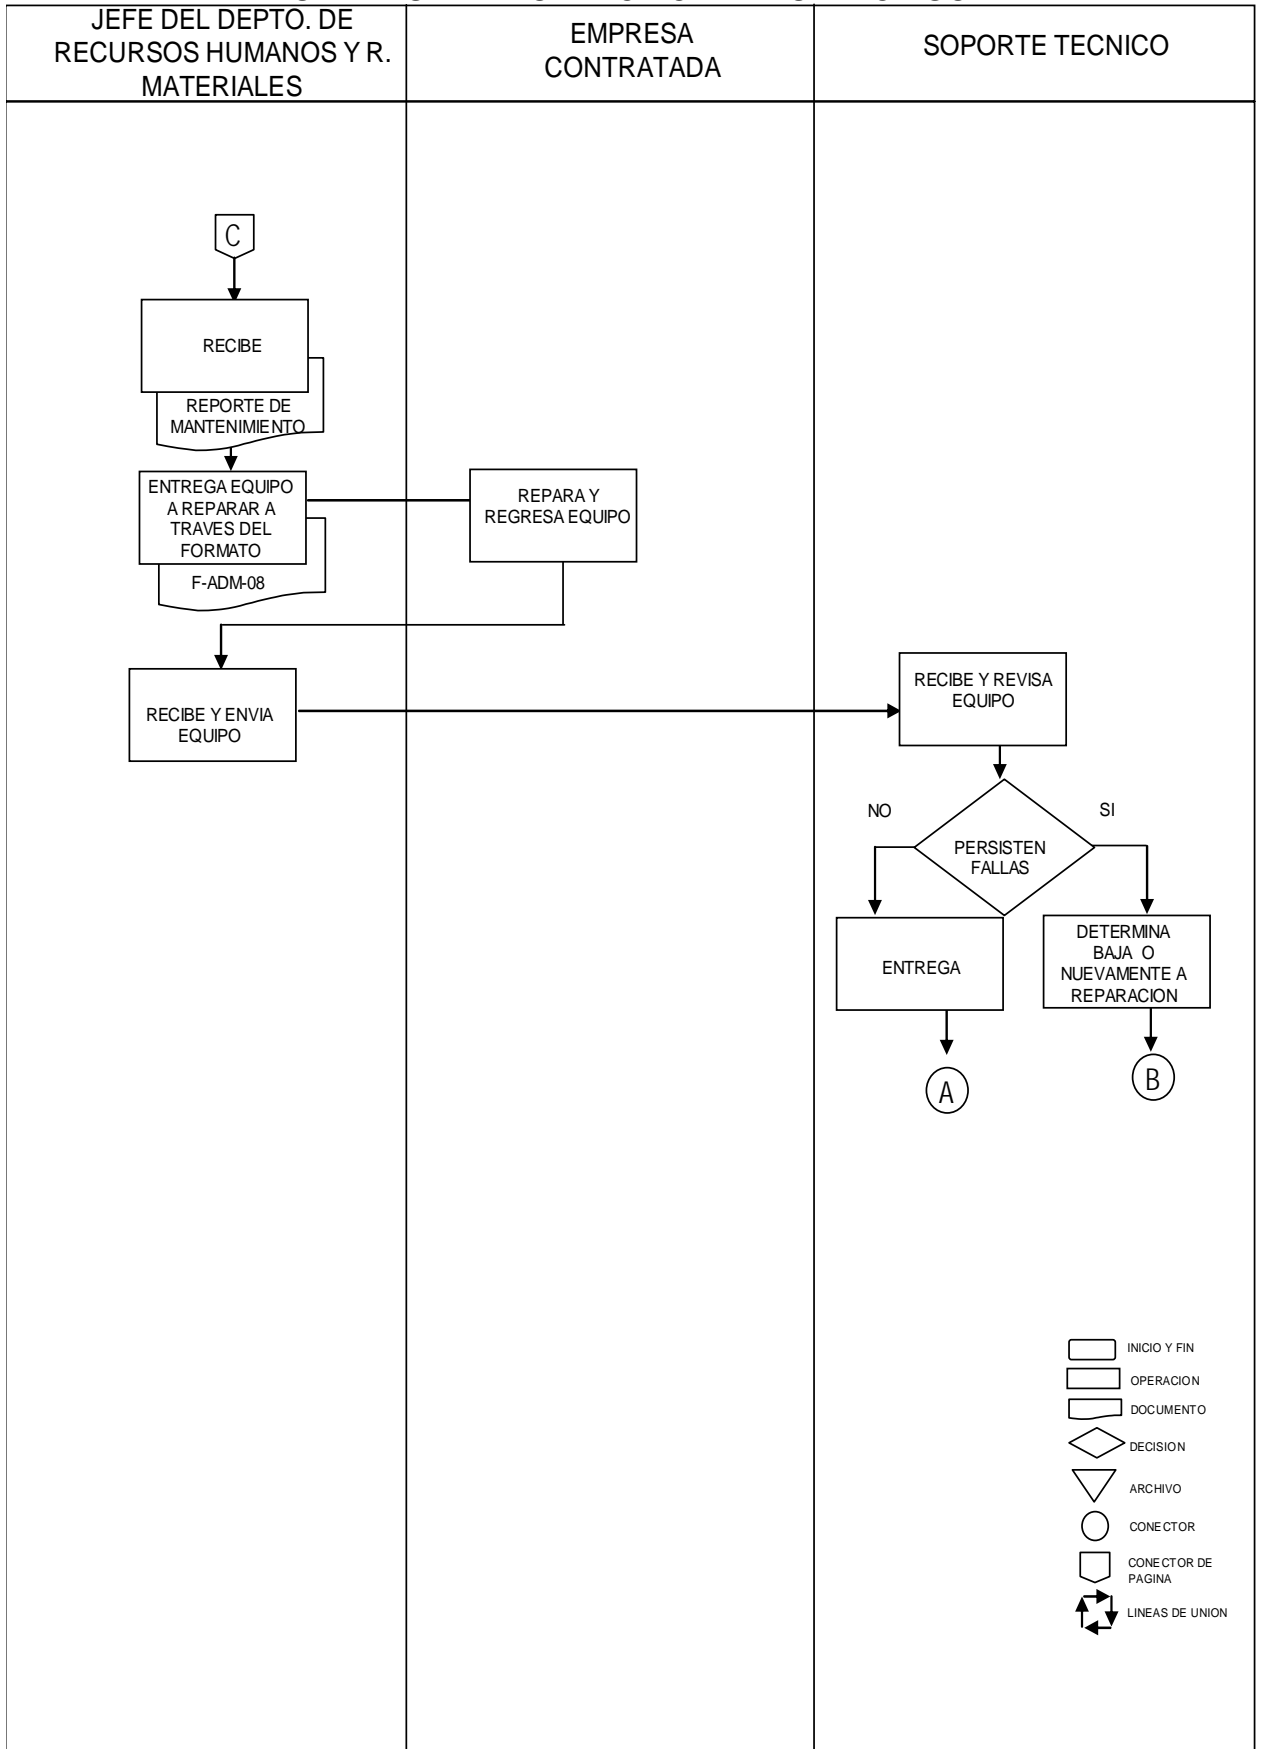 JEFE DEL DEPTO. DE
RECURSOS HUMANOS Y R.
MATERIALES
EMPRESA
CONTRATADA
SOPORTE TECNICO
C
RECIBE
REPORTE DE
MANTENIMIENTO
ENTREGA EQUIPO
A REPARAR A
TRAVES DEL
FORMATO
F-ADM-08
REPARA Y
REGRESA EQUIPO
RECIBE Y ENVIA
EQUIPO
RECIBE Y REVISA
EQUIPO
NO
SI
PERSISTEN
FALLAS
ENTREGA
DETERMINA
BAJA O
NUEVAMENTE A
REPARACION
A
B
INICIO Y FIN
OPERACION
DOCUMENTO
DECISION
ARCHIVO
CONECTOR
CONECTOR DE
PAGINA
LINEAS DE UNION